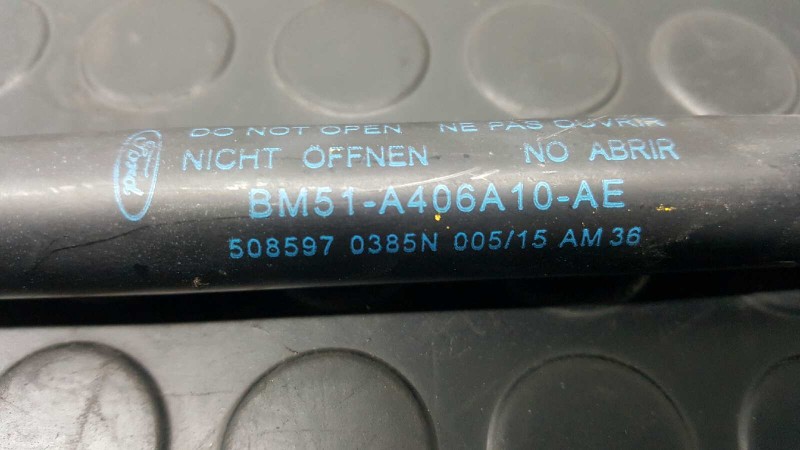 DO NOT OPEN NE PAS OUVRIR
Ford
NICHT ÖFFNEN NO ABRIR
BM51-A406A10-AE
508597 0385N 005/15 AM 36